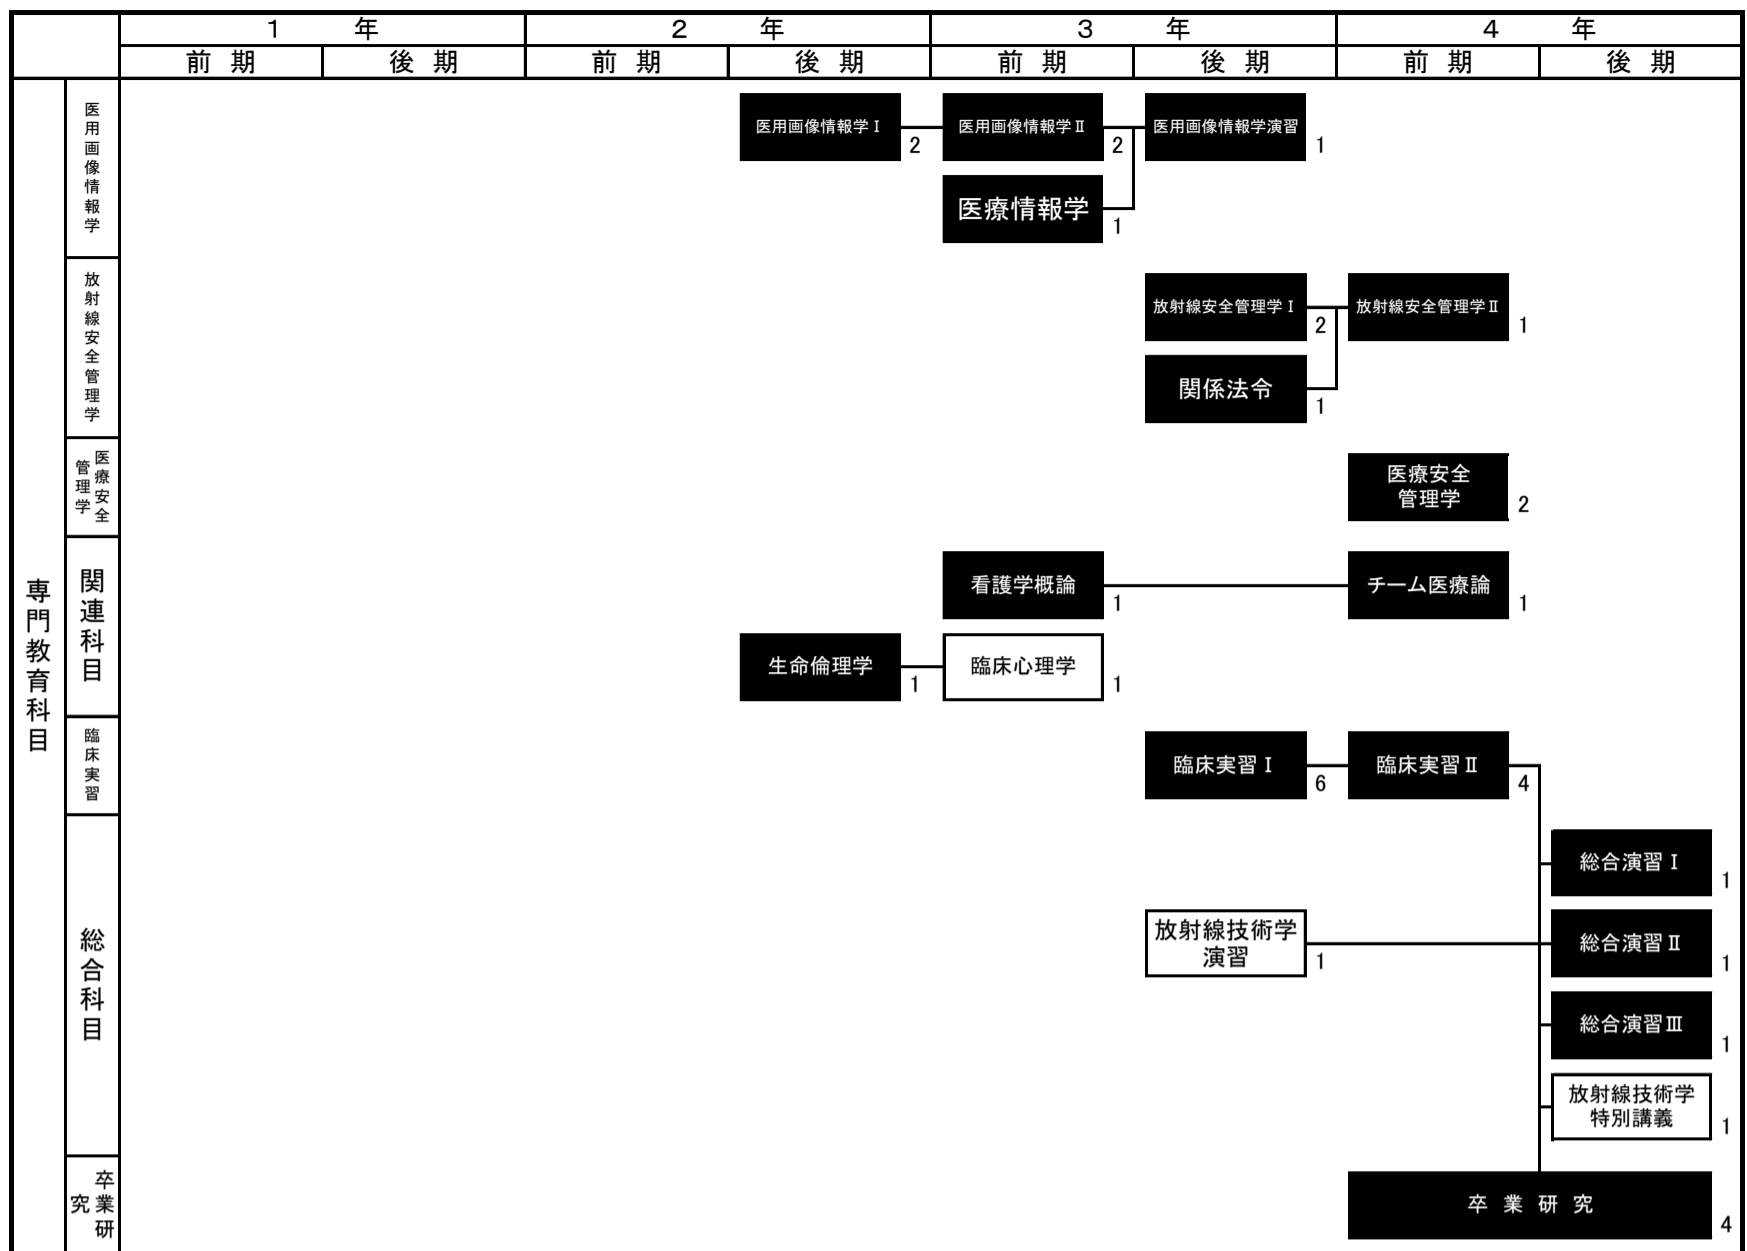 1 年 2 年 3 年 4 年
前期 後期 前期 後期 前期 後期 前期 後期
専門教育科目
医用画像情報学
医用画像情報学Ⅰ 2 医用画像情報学Ⅱ 2 医用画像情報学演習 1
医療情報学 1
放射線安全管理学
放射線安全管理学Ⅰ 2 放射線安全管理学Ⅱ 1
関係法令 1
医療安全
管理学
医療安全
管理学 2
関連科目
看護学概論 1 チーム医療論 1
生命倫理学 1 臨床心理学 1
臨床実習
臨床実習Ⅰ 6 臨床実習Ⅱ 4
総合科目
総合演習Ⅰ 1
放射線技術学
演習 1
総合演習Ⅱ 1
総合演習Ⅲ 1
放射線技術学
特別講義 1
卒業研
究
卒業研究 4